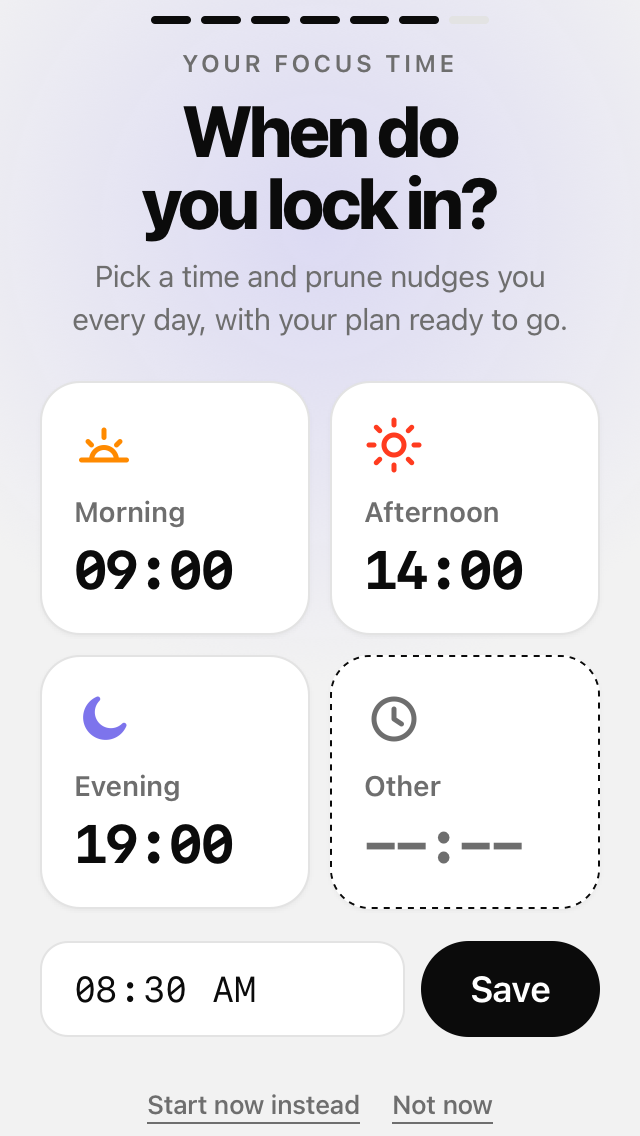 YOUR FOCUS TIME
When do
you lock in?
Pick a time and prune nudges you
every day, with your plan ready to go.
Morning
09:00
Afternoon
14:00
Evening
19:00
Other
––:––
08:30 AM
Save
Start now instead
Not now